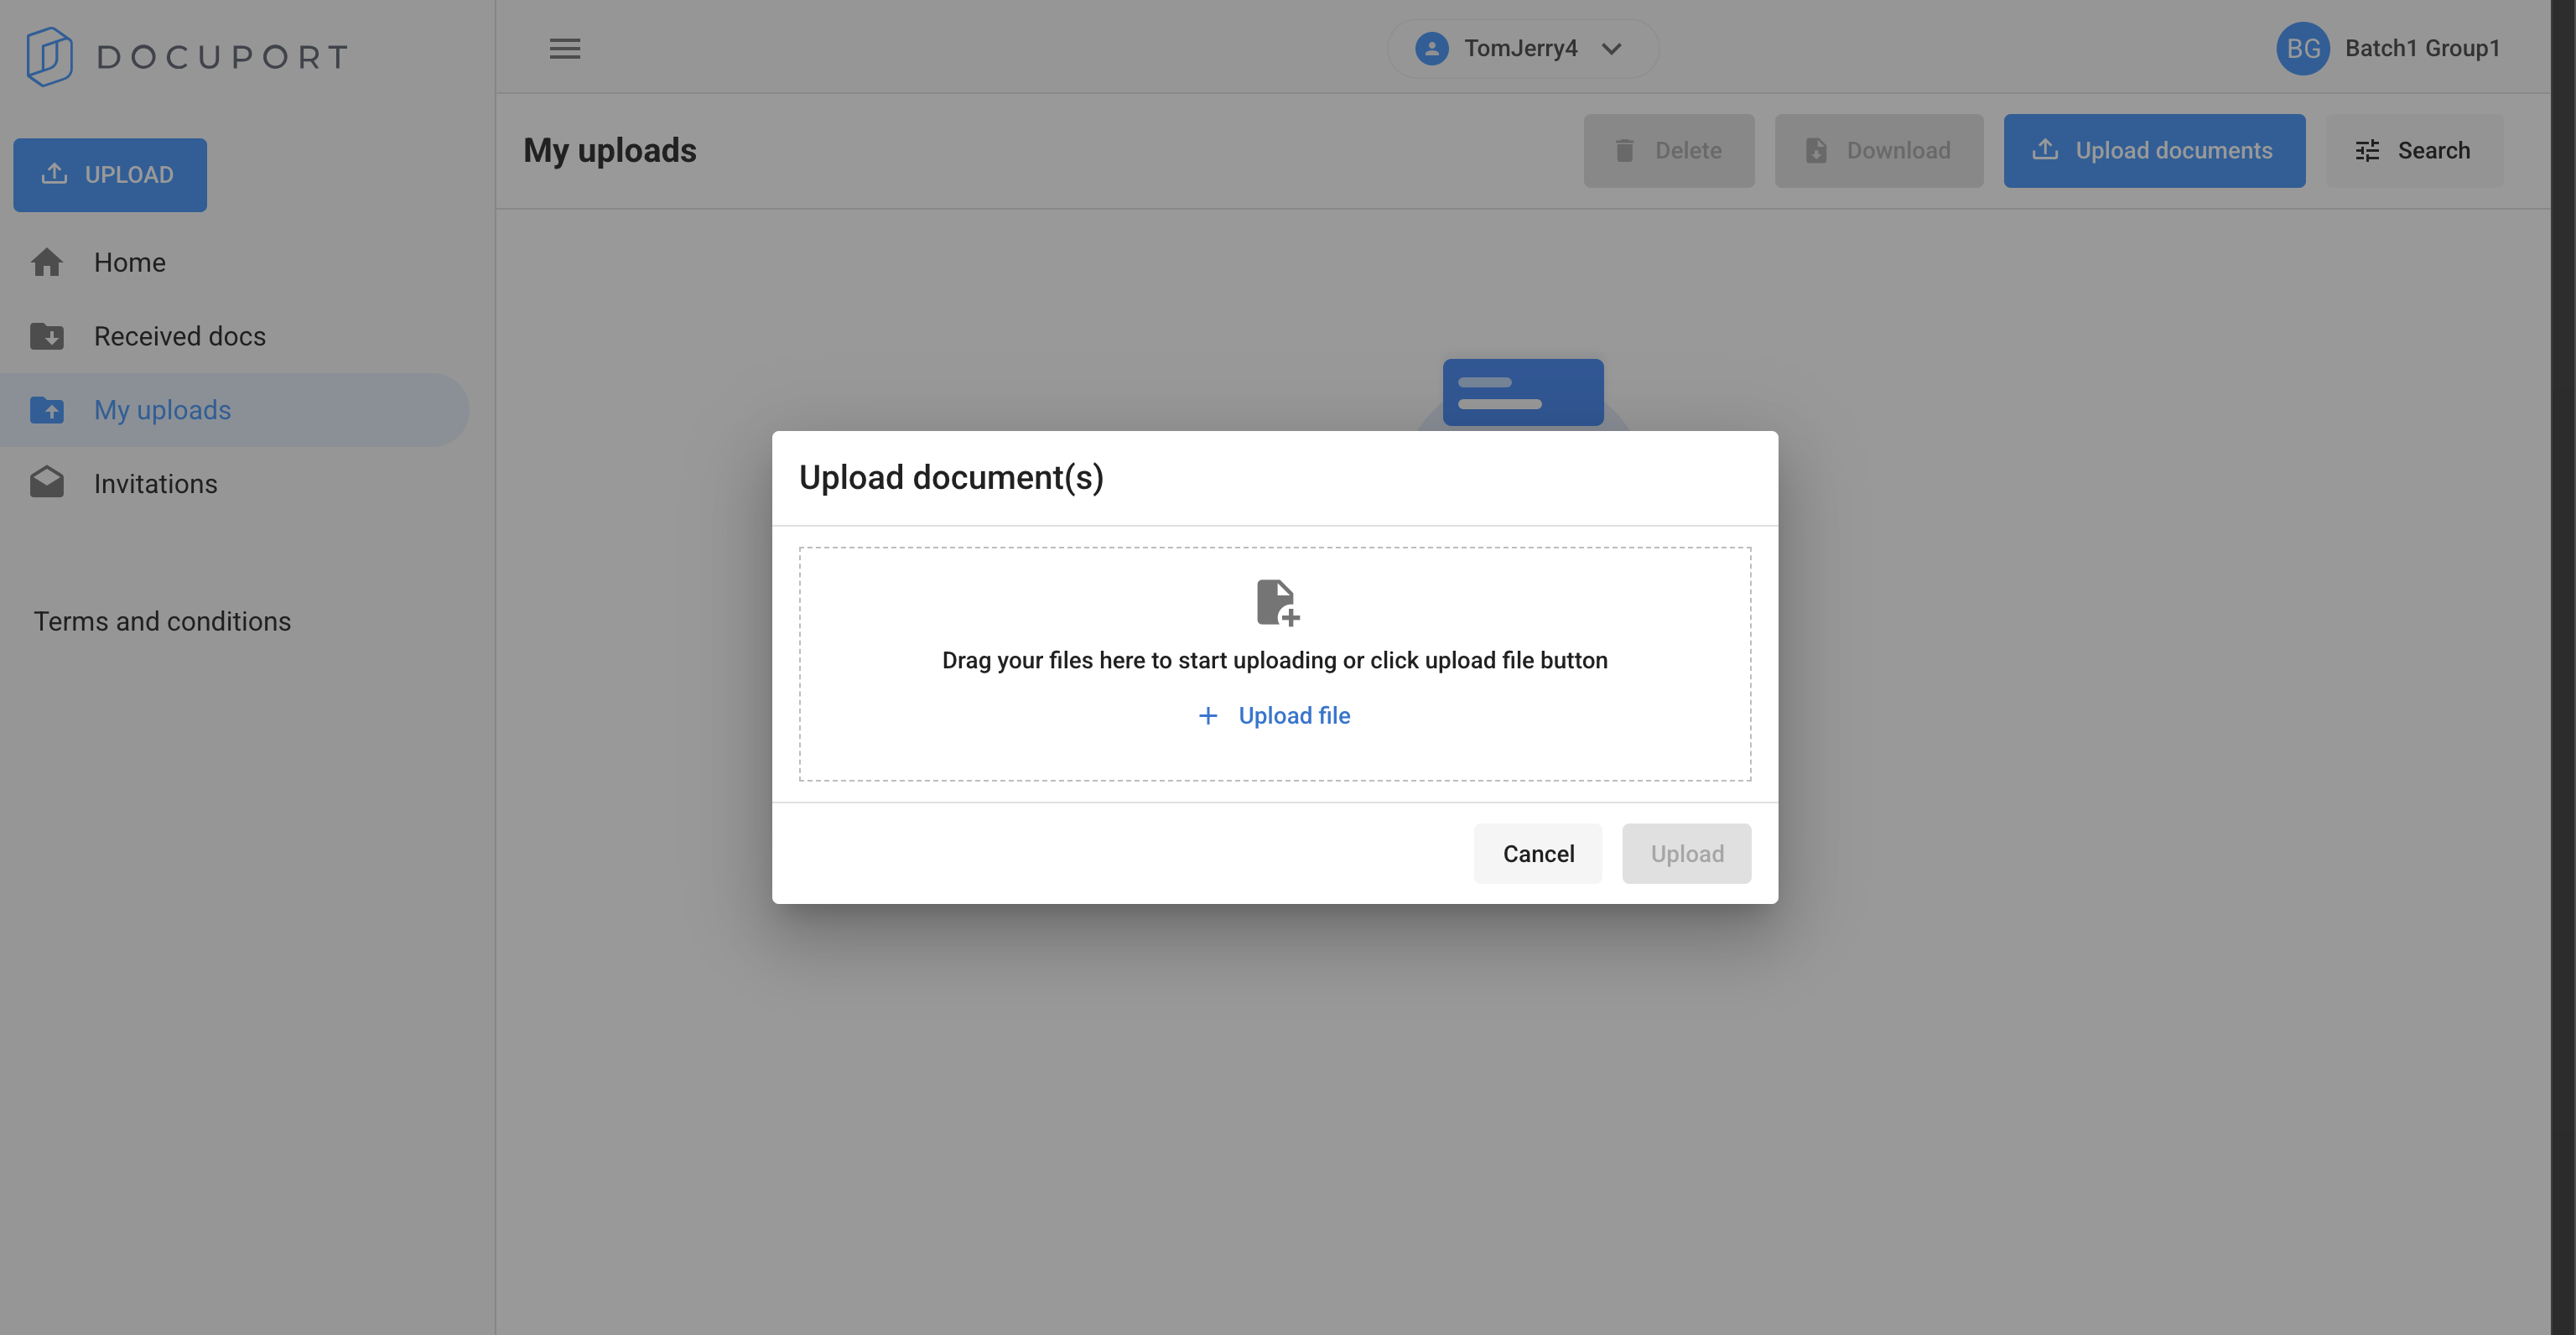 DOCUPORT
TomJerry4
BG Batch1 Group1
UPLOAD
My uploads
Delete
Download
Upload documents
Search
Home
Received docs
My uploads
Invitations
Terms and conditions
Upload document(s)
Drag your files here to start uploading or click upload file button
+ Upload file
Cancel
Upload